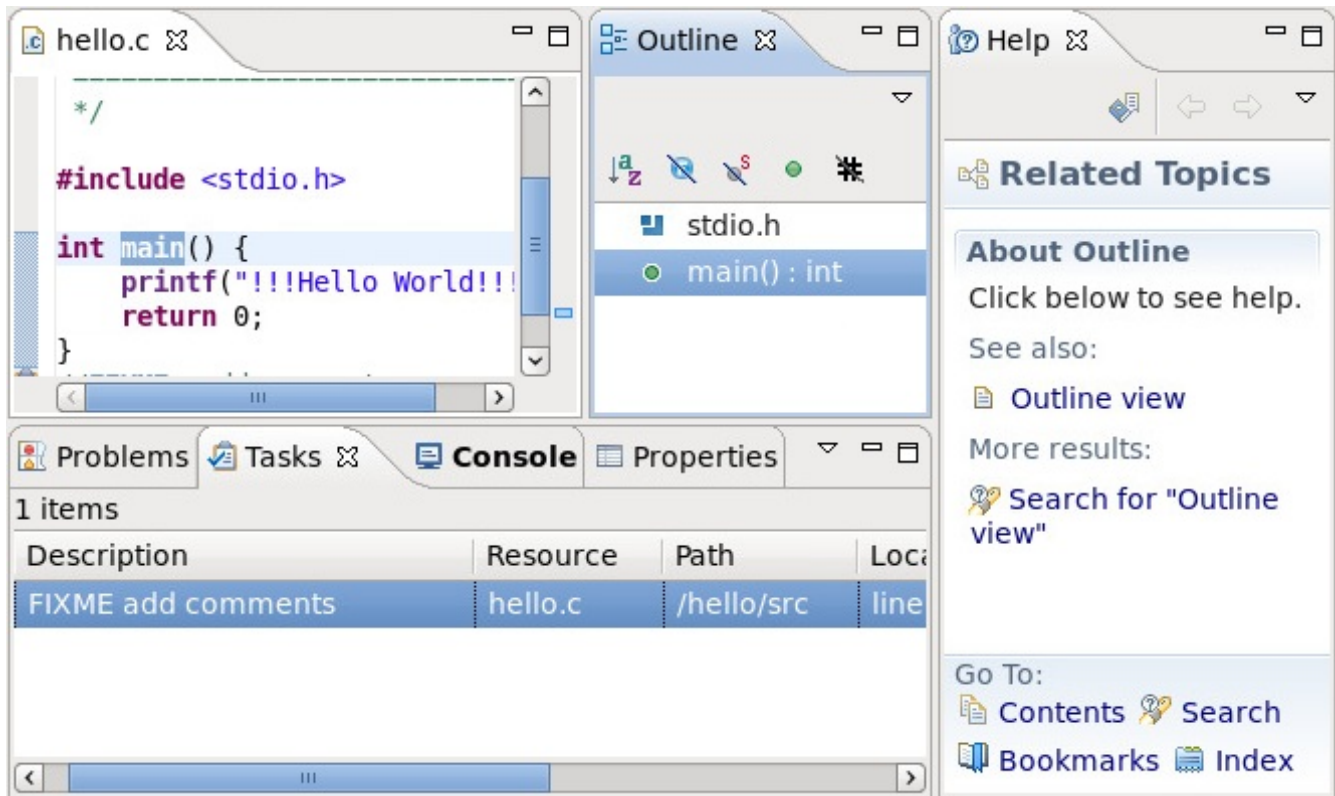 hello.c
*/
#include <stdio.h>
int main() {
printf("!!!Hello World!!!
return 0;
}
Outline
stdio.h
main() : int
Help
Related Topics
About Outline
Click below to see help.
See also:
Outline view
More results:
Search for "Outline
view"
Go To:
Contents Search
Bookmarks Index
Problems Tasks Console Properties
1 items
Description Resource Path
FIXME add comments hello.c /hello/src line